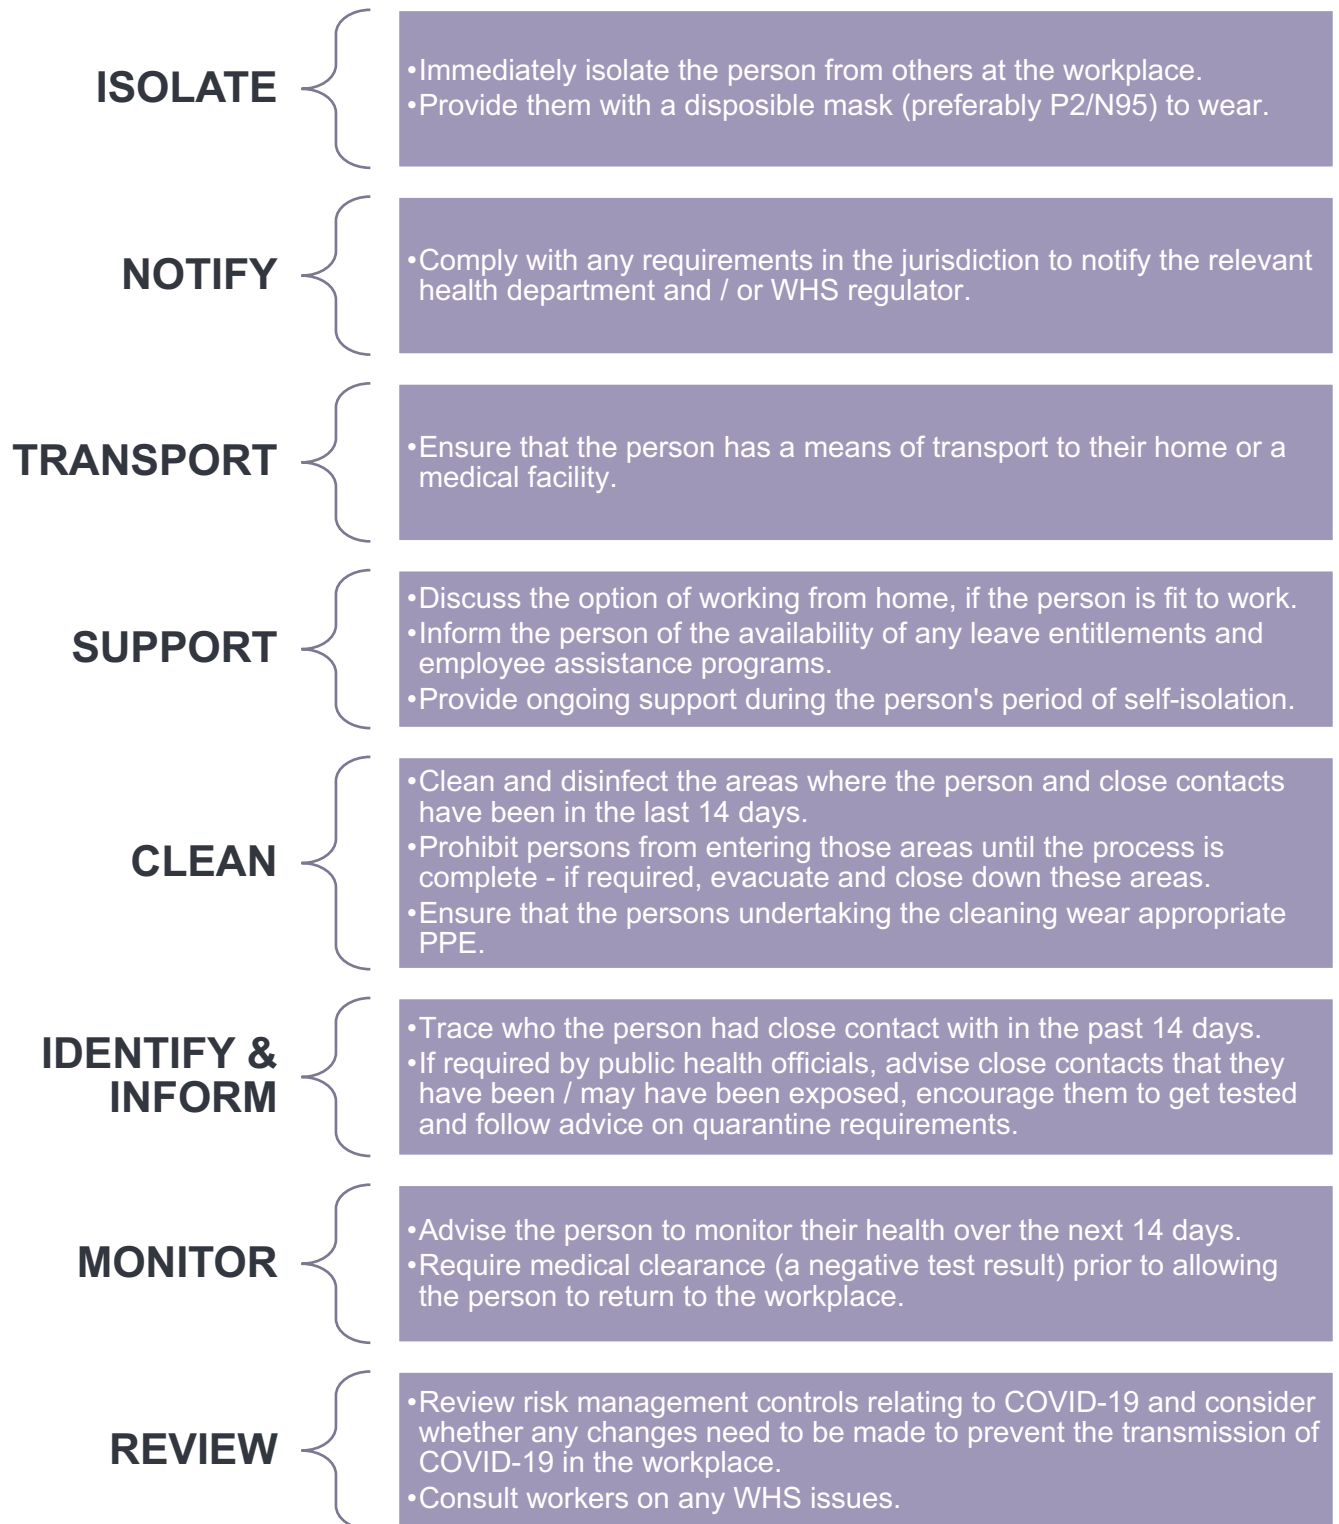 ISOLATE
•Immediately isolate the person from others at the workplace.
•Provide them with a disposible mask (preferably P2/N95) to wear.
NOTIFY
•Comply with any requirements in the jurisdiction to notify the relevant
health department and / or WHS regulator.
TRANSPORT
•Ensure that the person has a means of transport to their home or a
medical facility.
SUPPORT
•Discuss the option of working from home, if the person is fit to work.
•Inform the person of the availability of any leave entitlements and
employee assistance programs.
•Provide ongoing support during the person's period of self-isolation.
CLEAN
•Clean and disinfect the areas where the person and close contacts
have been in the last 14 days.
•Prohibit persons from entering those areas until the process is
complete - if required, evacuate and close down these areas.
•Ensure that the persons undertaking the cleaning wear appropriate
PPE.
IDENTIFY &
INFORM
•Trace who the person had close contact with in the past 14 days.
•If required by public health officials, advise close contacts that they
have been / may have been exposed, encourage them to get tested
and follow advice on quarantine requirements.
MONITOR
•Advise the person to monitor their health over the next 14 days.
•Require medical clearance (a negative test result) prior to allowing
the person to return to the workplace.
REVIEW
•Review risk management controls relating to COVID-19 and consider
whether any changes need to be made to prevent the transmission of
COVID-19 in the workplace.
•Consult workers on any WHS issues.